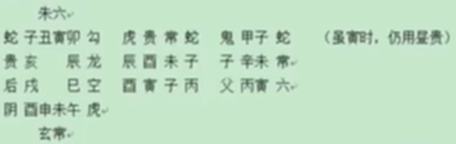 朱六
蛇 子丑寅卯 勾 虎 贵 常 蛇 鬼 甲子 蛇 (虽寅时,仍用昼贵)
贵 亥 辰 龙 辰 酉 未 子 子 辛未 常
后 戌 巳 空 酉 寅 子 丙 父 丙寅 六
阴 酉申未午 虎
玄常